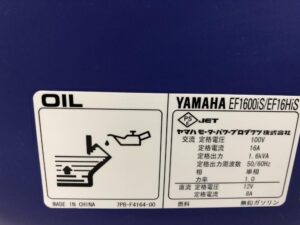 OIL
MADE IN CHINA 7PB-F4164-00
YAMAHA EF1600iS/EF16HiS
PS
E JET
ヤマハモーターパワープロダクツ株式会社
交流 定格電圧 100V
定格電流 16A
定格出力 1.6kVA
定格出力周波数 50/60Hz
相 単相
力率 1.0
直流 定格電圧 12V
定格電流 8A
使用燃料 無鉛ガソリン